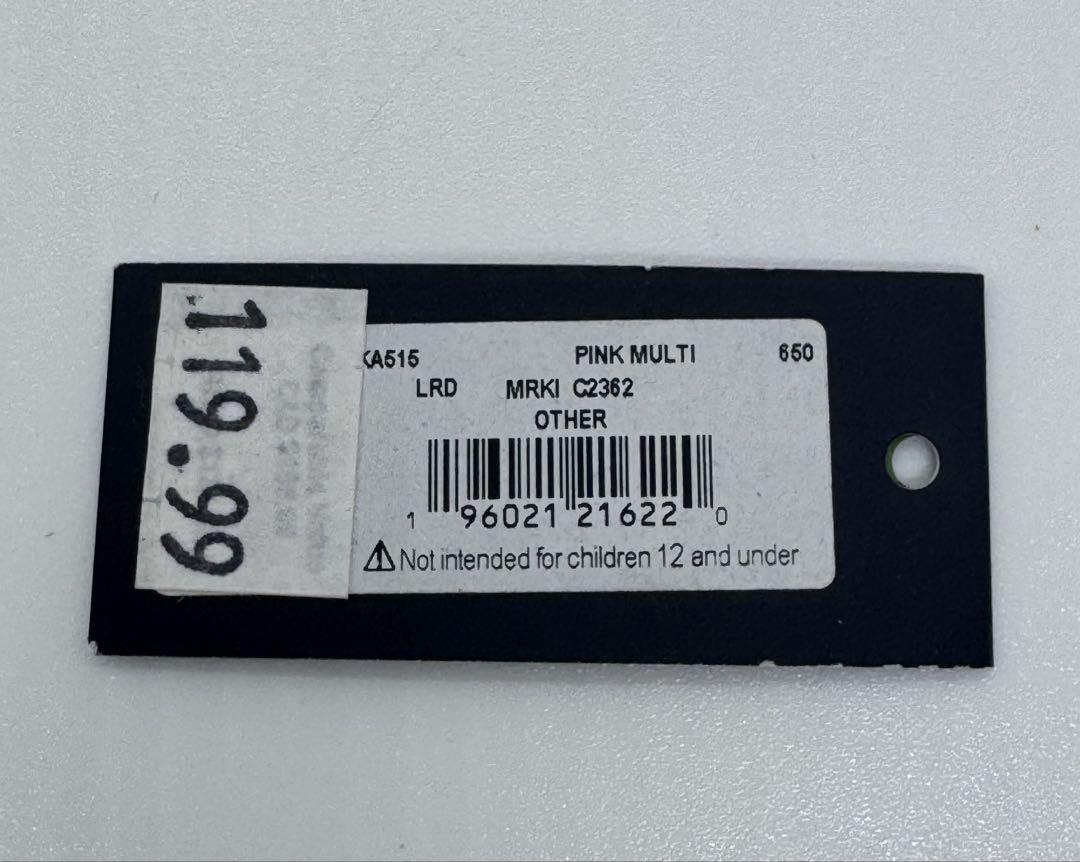 119.99
KA515 PINK MULTI 650
LRD MRKI C2362
OTHER
1 96021 21622 0
⚠ Not intended for children 12 and under